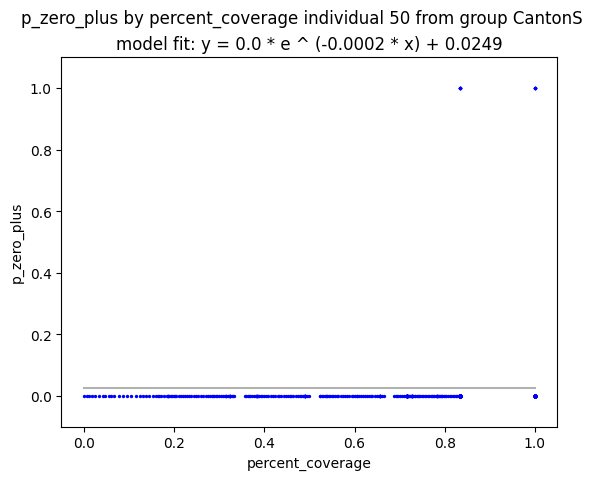 p_zero_plus by percent_coverage individual 50 from group CantonS
model fit: y = 0.0 * e ^ (-0.0002 * x) + 0.0249
1.0
0.8
0.6
0.4
0.2
0.0
p_zero_plus
0.0 0.2 0.4 0.6 0.8 1.0
percent_coverage